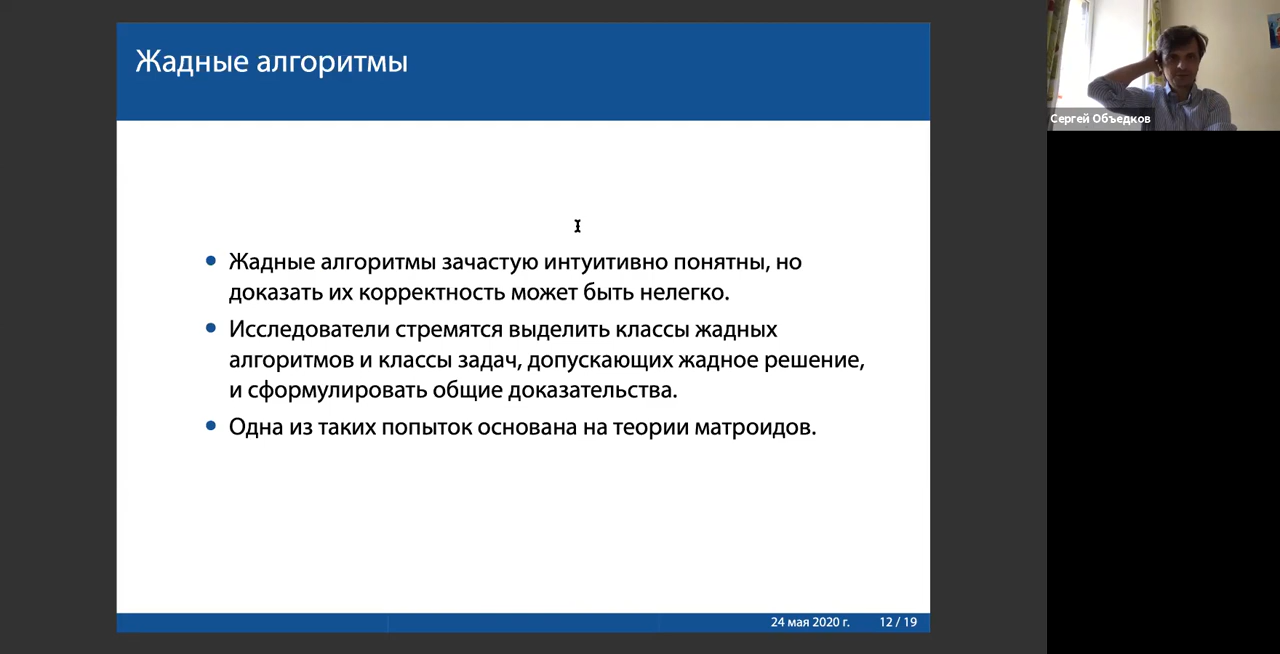 Жадные алгоритмы
Сергей Объедков
• Жадные алгоритмы зачастую интуитивно понятны, но
доказать их корректность может быть нелегко.
• Исследователи стремятся выделить классы жадных
алгоритмов и классы задач, допускающих жадное решение,
и сформулировать общие доказательства.
• Одна из таких попыток основана на теории матроидов.
24 мая 2020 г. 12 / 19